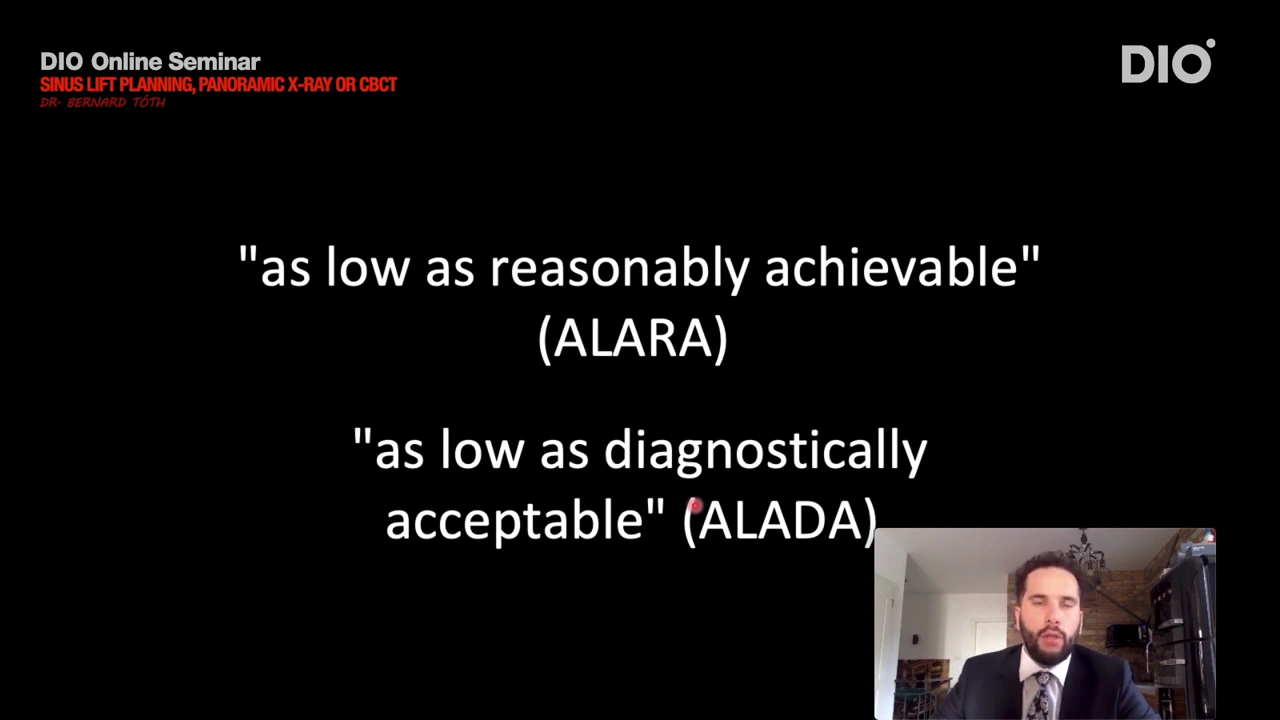 DIO Online Seminar
SINUS LIFT PLANNING, PANORAMIC X-RAY OR CBCT
DR. BERNARD TÓTH
DIO
"as low as reasonably achievable"
(ALARA)
"as low as diagnostically
acceptable" (ALADA)